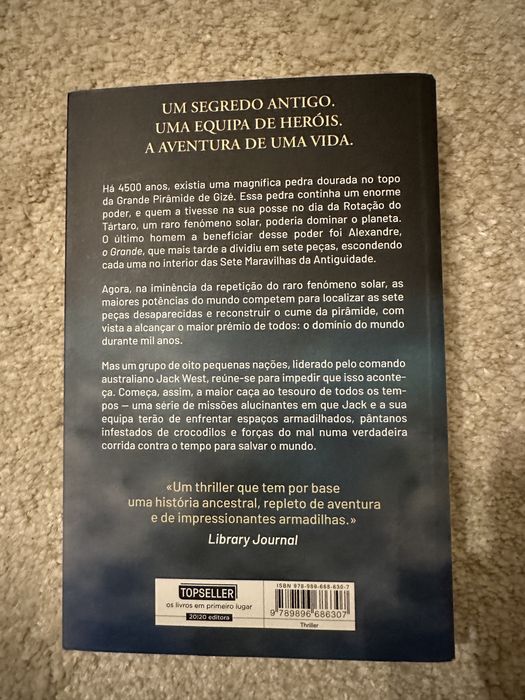 UM SEGREDO ANTIGO.
UMA EQUIPA DE HERÓIS.
A AVENTURA DE UMA VIDA.
Há 4500 anos, existia uma magnífica pedra dourada no topo
da Grande Pirâmide de Gizé. Essa pedra continha um enorme
poder, e quem a tivesse na sua posse no dia da Rotação do
Tártaro, um raro fenómeno solar, poderia dominar o planeta.
O último homem a beneficiar desse poder foi Alexandre,
o Grande, que mais tarde a dividiu em sete peças, escondendo
cada uma no interior das Sete Maravilhas da Antiguidade.
Agora, na iminência da repetição do raro fenómeno solar, as
maiores potências do mundo competem para localizar as sete
peças desaparecidas e reconstruir o cume da pirâmide, com
vista a alcançar o maior prémio de todos: o domínio do mundo
durante mil anos.
Mas um grupo de oito pequenas nações, liderado pelo comando
australiano Jack West, reúne-se para impedir que isso aconte-
ça. Começa, assim, a maior caça ao tesouro de todos os tem-
pos — uma série de missões alucinantes em que Jack e a sua
equipa terão de enfrentar espaços armadilhados, pântanos
infestados de crocodilos e forças do mal numa verdadeira
corrida contra o tempo para salvar o mundo.
«Um thriller que tem por base
uma história ancestral, repleto de aventura
e de impressionantes armadilhas.»
Library Journal
TOPSELLER
os livros em primeiro lugar
20|20 editora
ISBN 978-989-668-630-7
9 789896 686307
Thriller